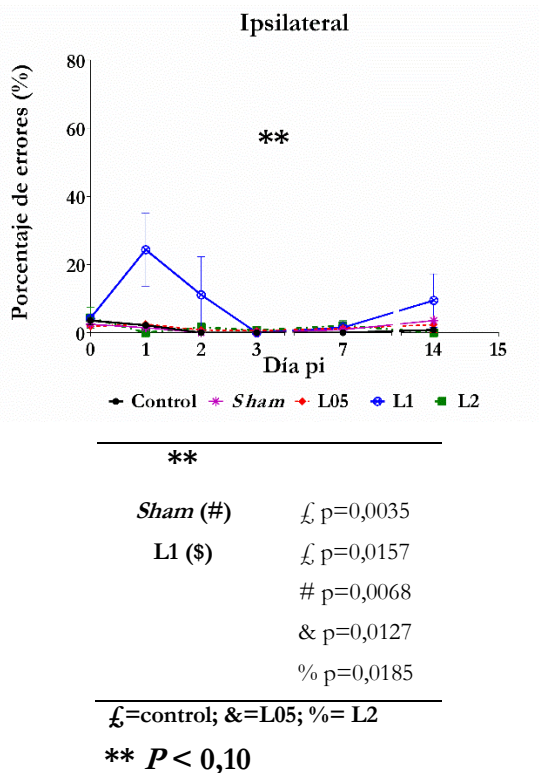 Ipsilateral
Porcentaje de errores (%)
80
60
40
20
0
**
0 1 2 3 7 14 15
Día pi
Control Sham L05 L1 L2
**
Sham (#) £ p=0,0035
L1 ($) £ p=0,0157
# p=0,0068
& p=0,0127
% p=0,0185
£=control; &=L05; %= L2
** P < 0,10